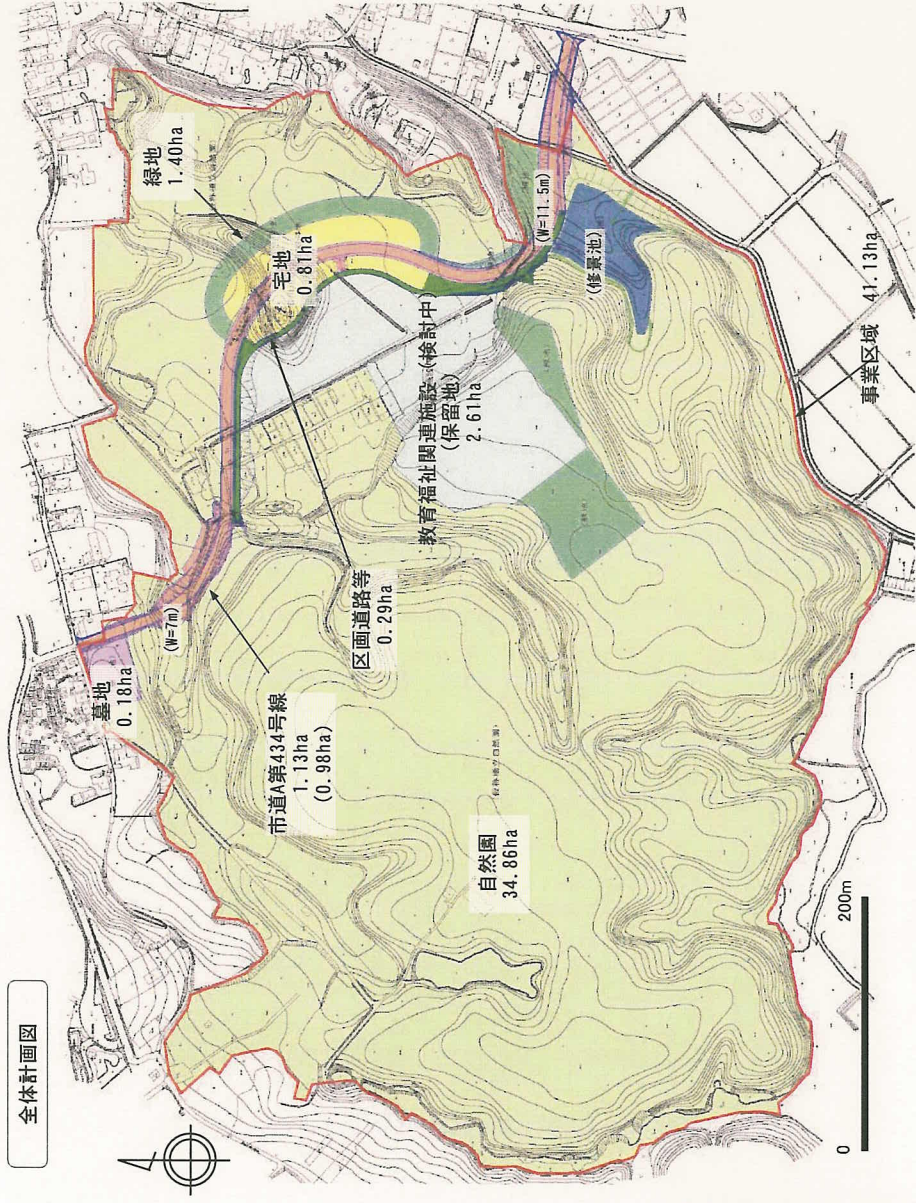 全体計画図
緑地
1.40ha
宅地
0.81ha
(W=11.5m)
(修景池)
教育福祉関連施設(検討中)
(保留地)
2.61ha
事業区域 41.13ha
墓地
0.18ha
(W=7m)
区画道路等
0.29ha
市道A第434号線
1.13ha
(0.98ha)
自然園
34.86ha
0
200m